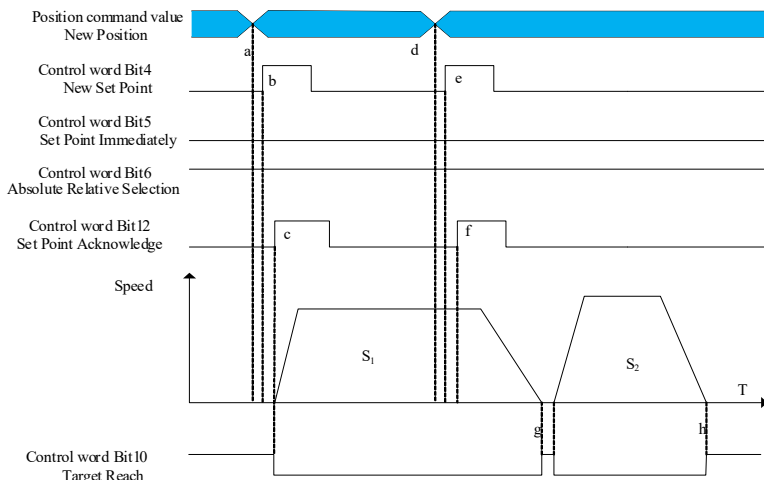 Position command value
New Position
a
d
Control word Bit4
New Set Point
b
e
Control word Bit5
Set Point Immediately
Control word Bit6
Absolute Relative Selection
Control word Bit12
Set Point Acknowledge
c
f
Speed
S1
S2
T
g
h
Control word Bit10
Target Reach